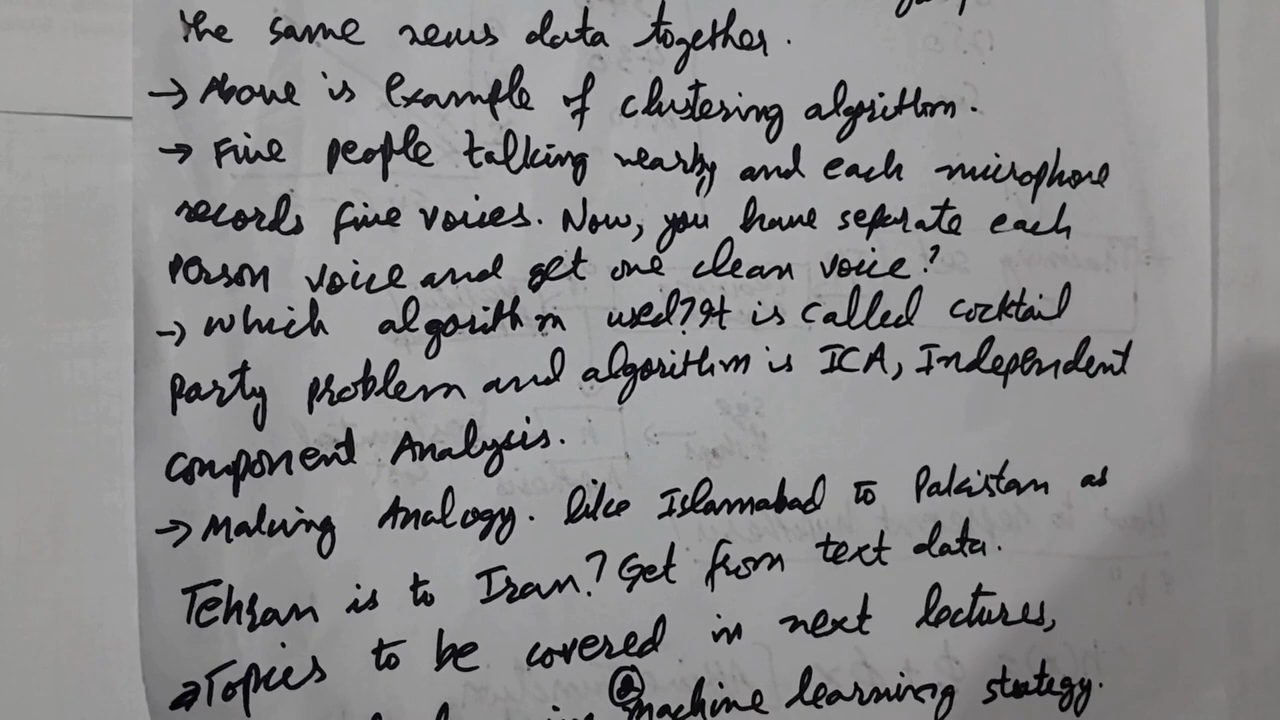 the same news data together.
→ Above is Example of clustering algorithm.
→ Five people talking nearby and each microphone
records five voices. Now, you have separate each
person voice and get one clean voice?
→ which algorithm used? It is called cocktail
party problem and algorithm is ICA, Independent
component Analysis.
→ Making Analogy. like Islamabad to Pakistan as
Tehran is to Iran? Get from text data.
→ Topics to be covered in next lectures,
② machine learning strategy.